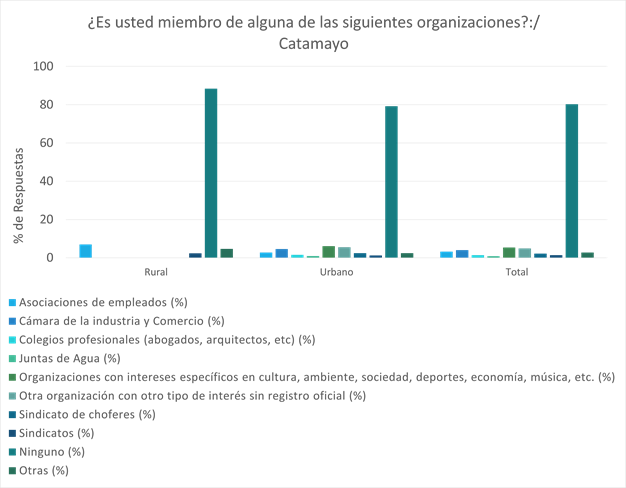 ¿Es usted miembro de alguna de las siguientes organizaciones?:/
Catamayo
100
80
60
40
20
0
% de Respuestas
Rural
Urbano
Total
Asociaciones de empleados (%)
Cámara de la industria y Comercio (%)
Colegios profesionales (abogados, arquitectos, etc) (%)
Juntas de Agua (%)
Organizaciones con intereses específicos en cultura, ambiente, sociedad, deportes, economía, música, etc. (%)
Otra organización con otro tipo de interés sin registro oficial (%)
Sindicato de choferes (%)
Sindicatos (%)
Ninguno (%)
Otras (%)